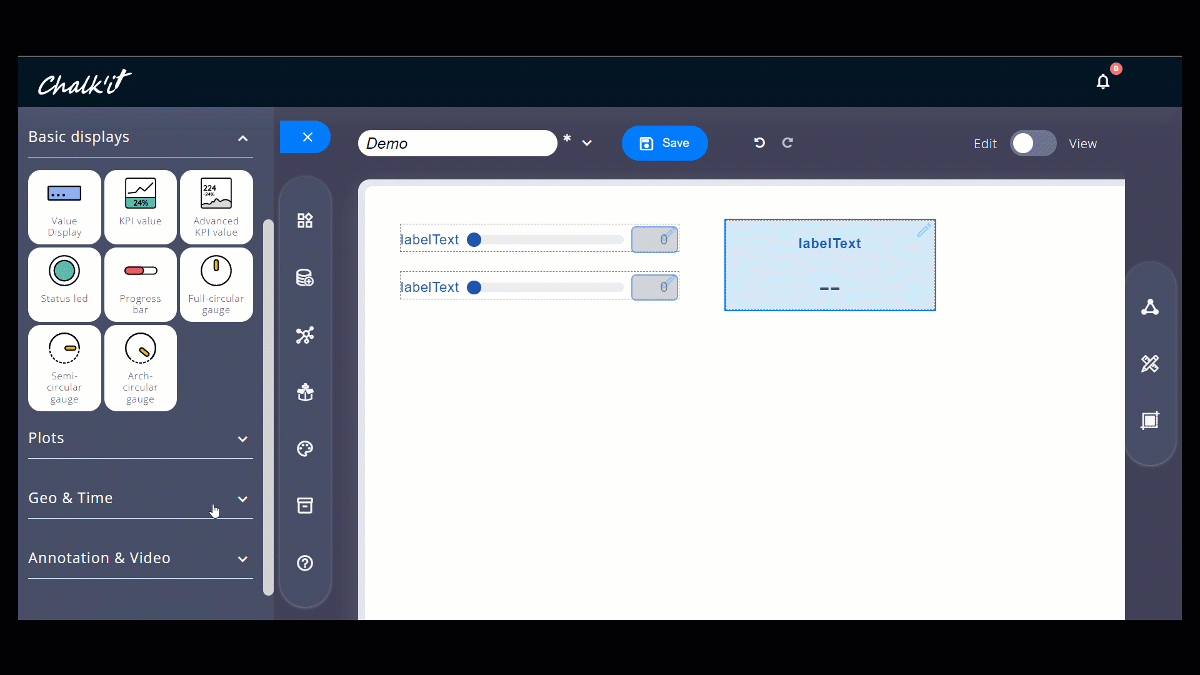 Chalk'it
0
Basic displays
Demo
*
Save
Edit
View
Value
Display
24%
KPI value
224
-24%
Advanced
KPI value
Status led
Progress
bar
Full-circular
gauge
Semi-
circular
gauge
Arch-
circular
gauge
Plots
Geo & Time
Annotation & Video
labelText
0
labelText
0
labelText
--